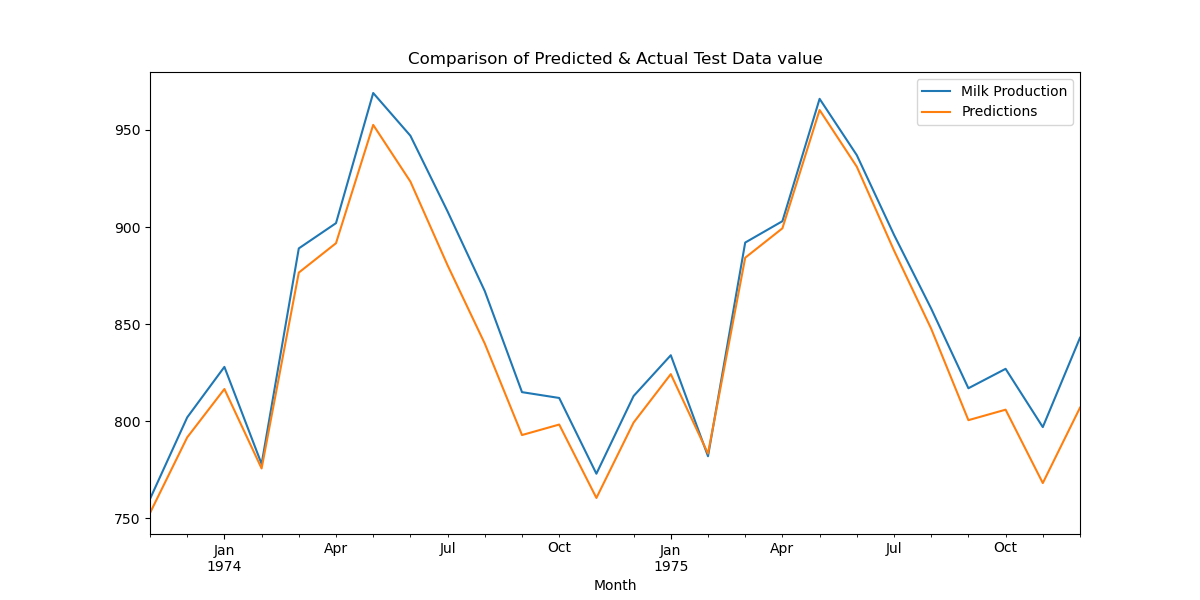 Comparison of Predicted & Actual Test Data value
Milk Production
Predictions
950
900
850
800
750
Jan
1974
Apr
Jul
Oct
Jan
1975
Apr
Jul
Oct
Month